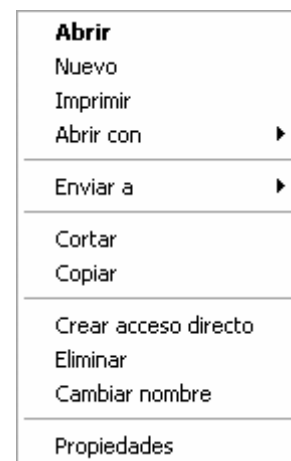 Abrir
Nuevo
Imprimir
Abrir con
Enviar a
Cortar
Copiar
Crear acceso directo
Eliminar
Cambiar nombre
Propiedades